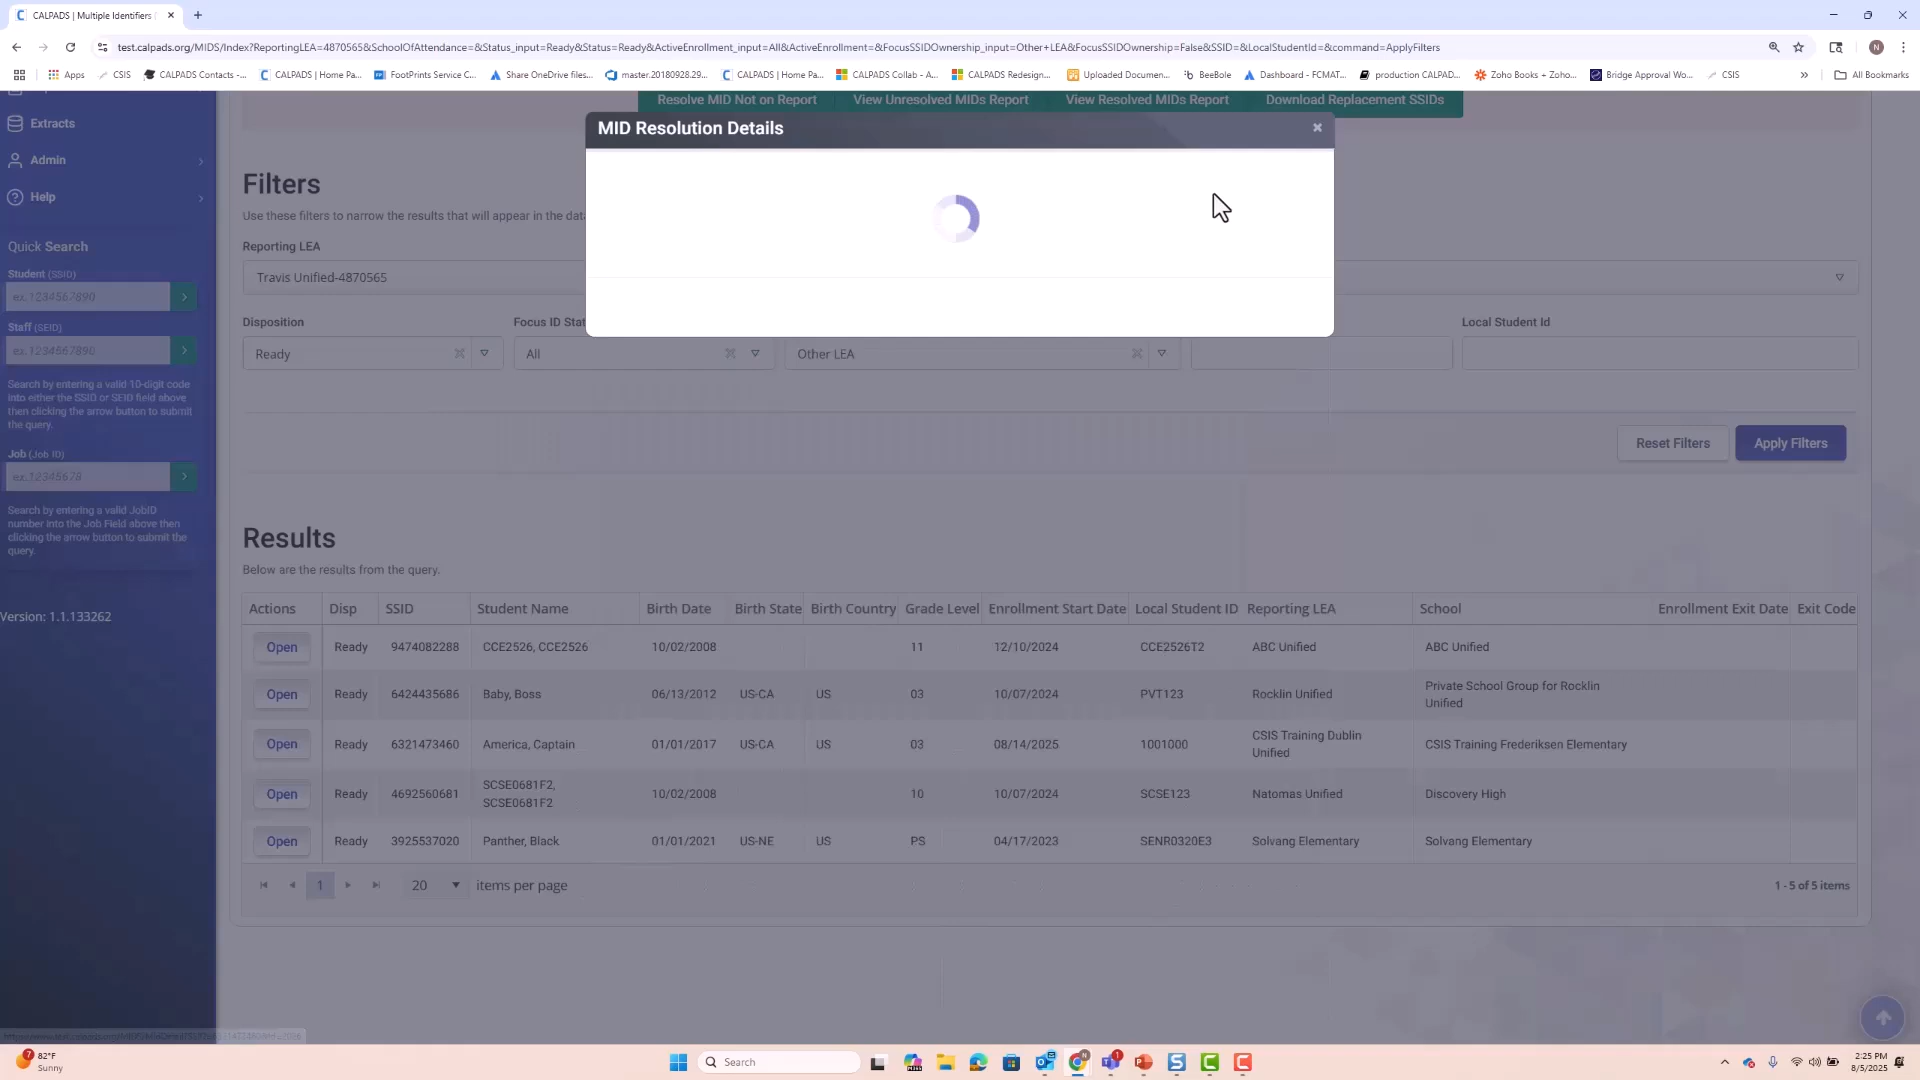 CALPADS | Multiple Identifiers
test.calpads.org/MIDS/Index?ReportingLEA=4870565&SchoolOfAttendance=&Status_input=Ready&Status=Ready&ActiveEnrollment_input=All&ActiveEnrollment=&FocusSSIDOwnership_input=Other+LEA&FocusSSIDOwnership=False&SSID=&LocalStudentId=&command=ApplyFilters
N
Apps
CSIS
CALPADS Contacts -...
CALPADS | Home Pa...
FootPrints Service C...
Share OneDrive files...
master.20180928.29...
CALPADS | Home Pa...
CALPADS Collab - A...
CALPADS Redesign...
Uploaded Documen...
BeeBole
Dashboard - FCMAT...
production CALPAD...
Zoho Books + Zoho...
Bridge Approval Wo...
CSIS
All Bookmarks
Resolve MID Not on Report View Unresolved MIDs Report View Resolved MIDs Report Download Replacement SSIDs
Extracts
Admin
Help
Quick Search
Student (SSID)
ex.1234567890
Staff (SEID)
ex.1234567890
Search by entering a valid 10-digit code
into either the SSID or SEID field above
then clicking the arrow button to submit
the query.
Job (Job ID)
ex.12345678
Search by entering a valid JobID
number into the Job Field above then
clicking the arrow button to submit the
query.
Version: 1.1.133262
MID Resolution Details
Filters
Use these filters to narrow the results that will appear in the dat
Reporting LEA
Travis Unified-4870565
Disposition
Focus ID Stat
Local Student Id
Ready
All
Other LEA
Reset Filters
Apply Filters
Results
Below are the results from the query.
Actions Disp SSID Student Name Birth Date Birth State Birth Country Grade Level Enrollment Start Date Local Student ID Reporting LEA School Enrollment Exit Date Exit Code
Open Ready 9474082288 CCE2526, CCE2526 10/02/2008 11 12/10/2024 CCE2526T2 ABC Unified ABC Unified
Open Ready 6424435686 Baby, Boss 06/13/2012 US-CA US 03 10/07/2024 PVT123 Rocklin Unified Private School Group for Rocklin
Unified
Open Ready 6321473460 America, Captain 01/01/2017 US-CA US 03 08/14/2025 1001000 CSIS Training Dublin
Unified CSIS Training Frederiksen Elementary
Open Ready 4692560681 SCSE0681F2,
SCSE0681F2 10/02/2008 10 10/07/2024 SCSE123 Natomas Unified Discovery High
Open Ready 3925537020 Panther, Black 01/01/2021 US-NE US PS 04/17/2023 SENR0320E3 Solvang Elementary Solvang Elementary
1 20 items per page 1 - 5 of 5 items
7
82°F
Sunny
Search
1
2:25 PM
8/5/2025